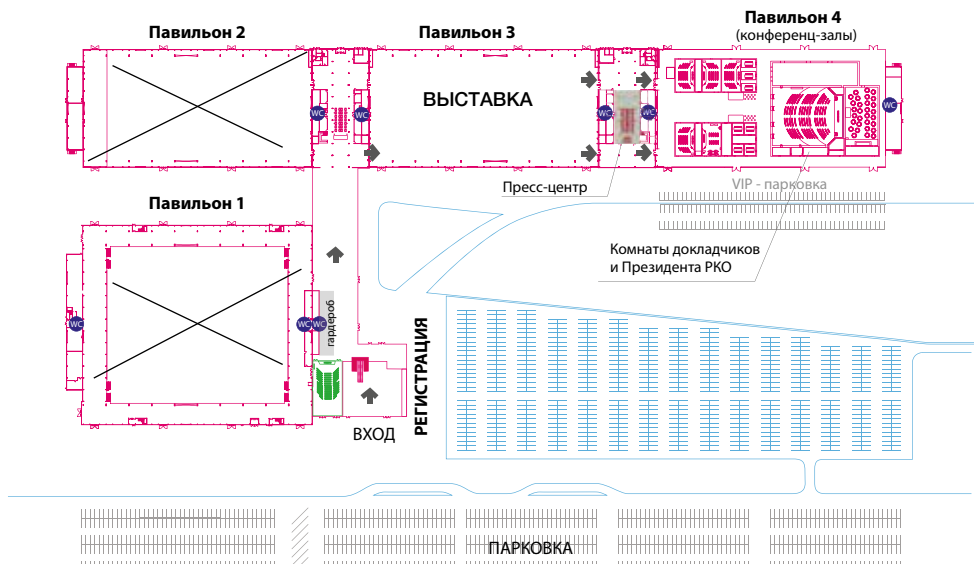 Павильон 2
Павильон 3
Павильон 4
(конференц-залы)
ВЫСТАВКА
WC
WC
WC
WC
WC
Пресс-центр
VIP - парковка
Павильон 1
Комнаты докладчиков
и Президента РКО
WC
WC
WC
гардероб
РЕГИСТРАЦИЯ
ВХОД
ПАРКОВКА